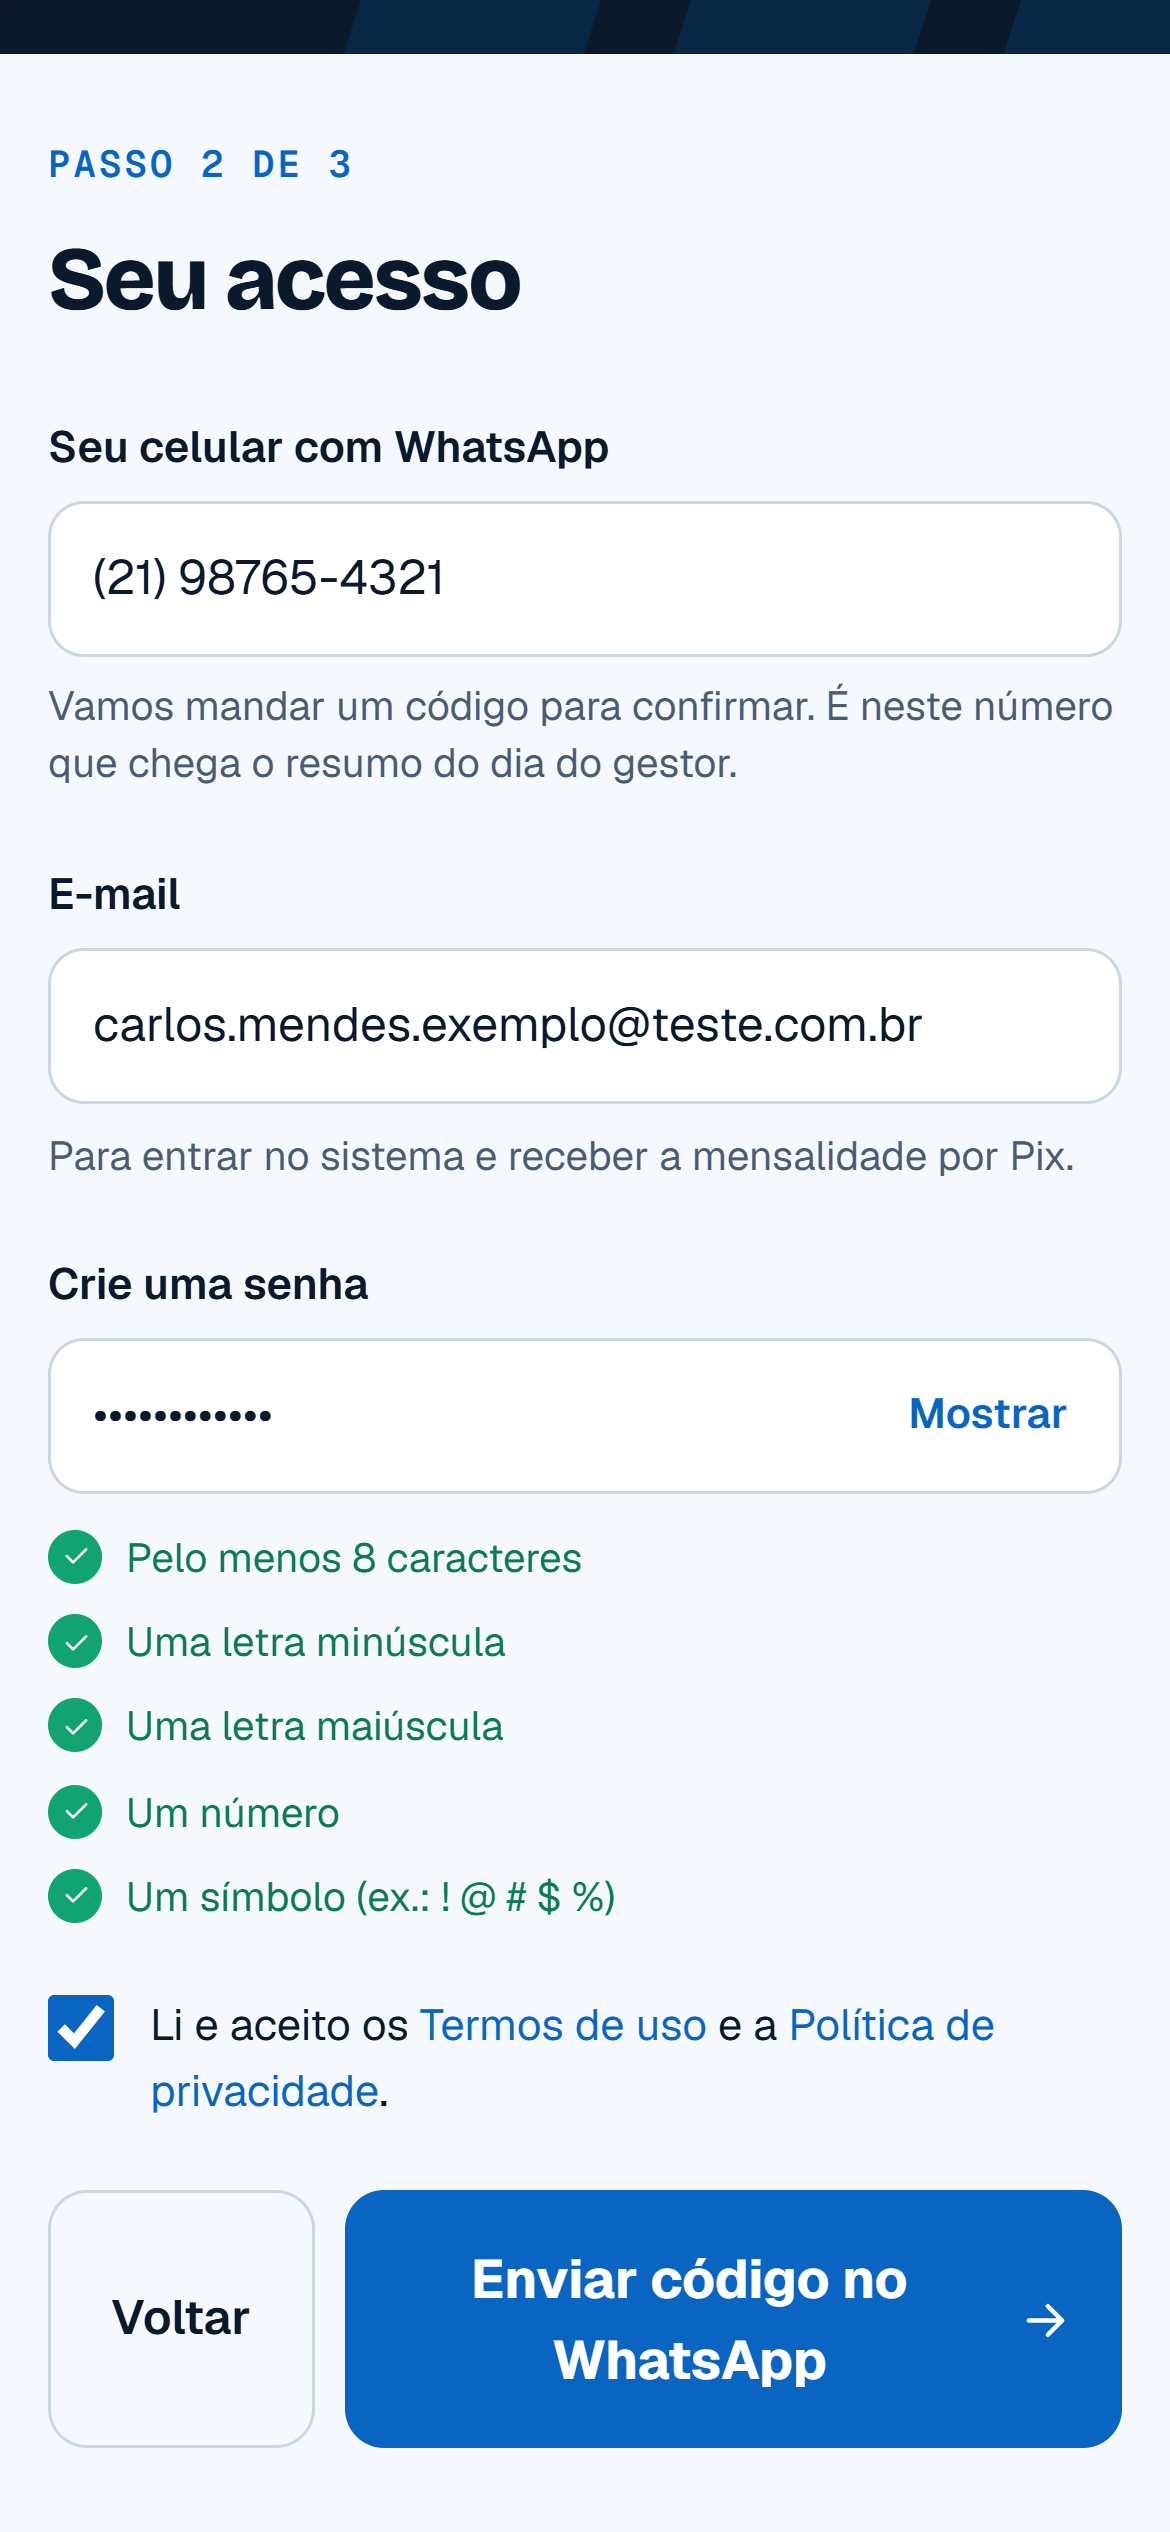 PASSO 2 DE 3
Seu acesso
Seu celular com WhatsApp
(21) 98765-4321
Vamos mandar um código para confirmar. É neste número
que chega o resumo do dia do gestor.
E-mail
carlos.mendes.exemplo@teste.com.br
Para entrar no sistema e receber a mensalidade por Pix.
Crie uma senha
••••••••••••
Mostrar
Pelo menos 8 caracteres
Uma letra minúscula
Uma letra maiúscula
Um número
Um símbolo (ex.: ! @ # $ %)
Li e aceito os Termos de uso e a Política de
privacidade.
Voltar
Enviar código no
WhatsApp